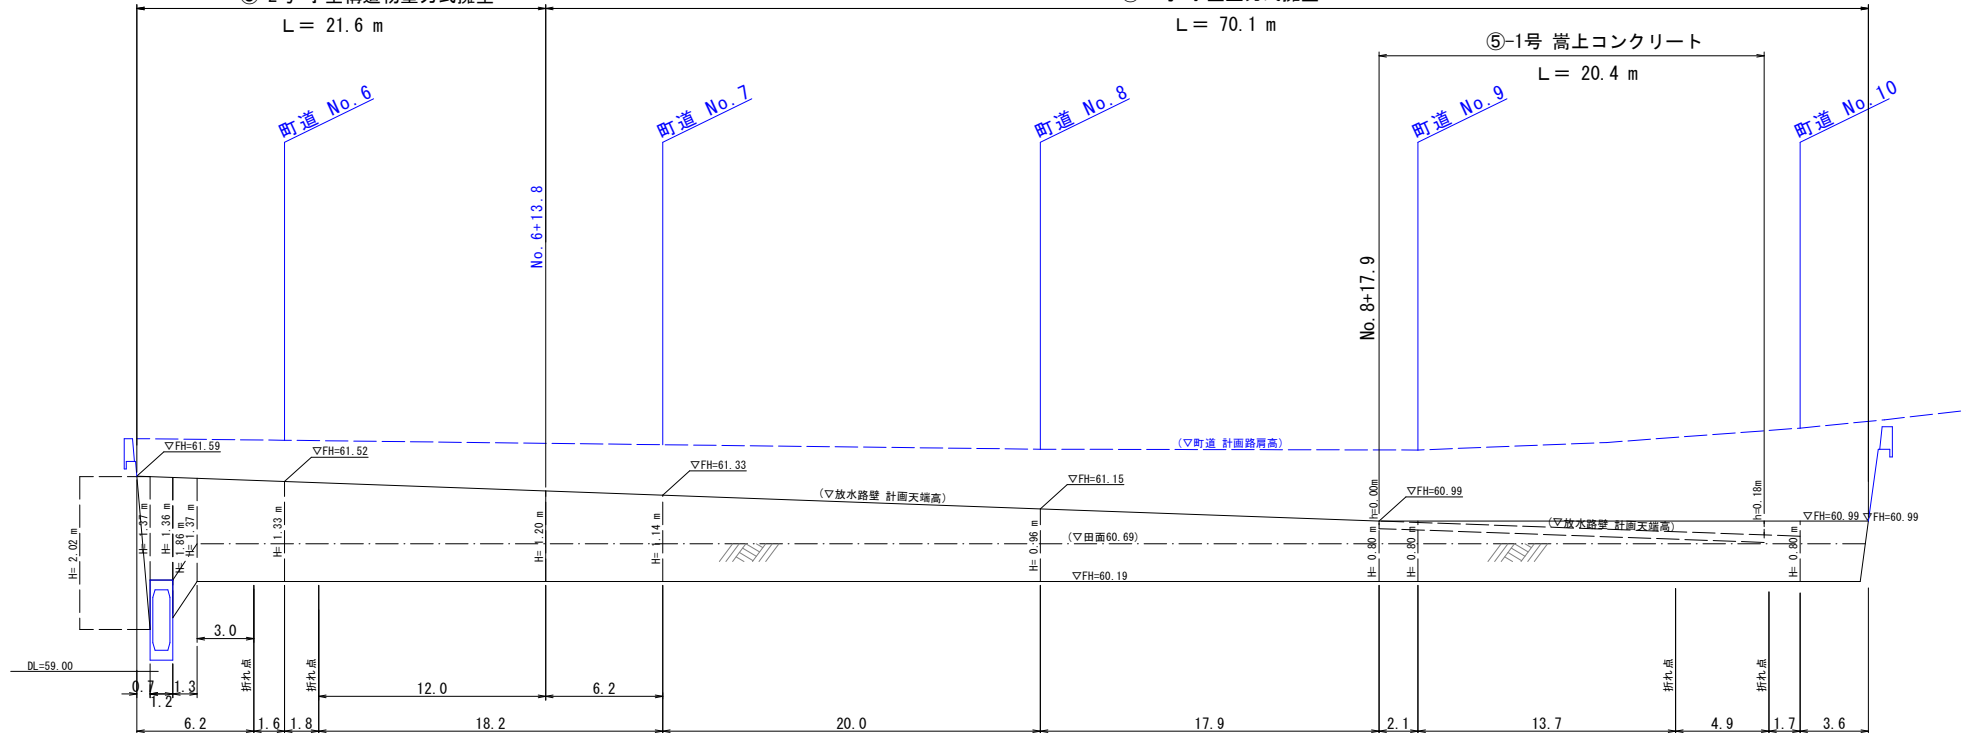 L= 21.6 m
L= 70.1 m
⑤-1号 嵩上コンクリート
L= 20.4 m
町道 No.6
町道 No.7
町道 No.8
町道 No.9
町道 No.10
No.6+13.8
No.8+17.9
(▽町道 計画路肩高)
▽FH=61.59
▽FH=61.52
▽FH=61.33
▽FH=61.15
▽FH=60.99
▽FH=60.99
▽FH=60.99
(▽放水路壁 計画天端高)
(▽放水路壁 計画天端高)
h=0.00m
h=0.18m
H= 2.02 m
H= 1.37 m
H= 1.36 m
H= 1.86 m
H= 1.37 m
H= 1.33 m
H= 1.20 m
H= 1.14 m
H= 0.96 m
H= 0.80 m
H= 0.80 m
H= 0.80 m
(▽田面60.69)
▽FH=60.19
DL=59.00
3.0
折れ点
折れ点
折れ点
折れ点
0.7
1.2
1.3
12.0
6.2
6.2
1.6
1.8
18.2
20.0
17.9
2.1
13.7
4.9
1.7
3.6